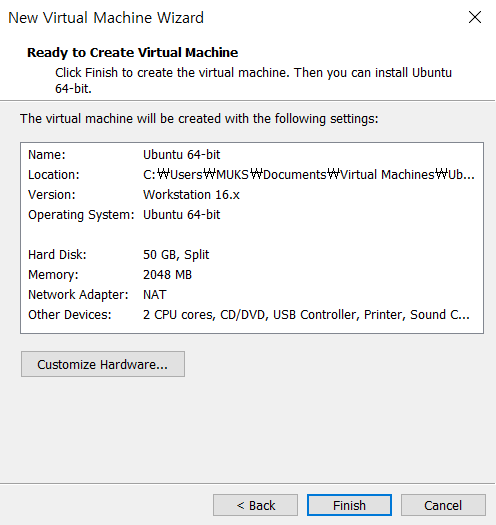 New Virtual Machine Wizard
Ready to Create Virtual Machine
Click Finish to create the virtual machine. Then you can install Ubuntu
64-bit.
The virtual machine will be created with the following settings:
Name: Ubuntu 64-bit
Location: C:₩Users₩MUKS₩Documents₩Virtual Machines₩Ub...
Version: Workstation 16.x
Operating System: Ubuntu 64-bit
Hard Disk: 50 GB, Split
Memory: 2048 MB
Network Adapter: NAT
Other Devices: 2 CPU cores, CD/DVD, USB Controller, Printer, Sound C...
Customize Hardware...
< Back Finish Cancel